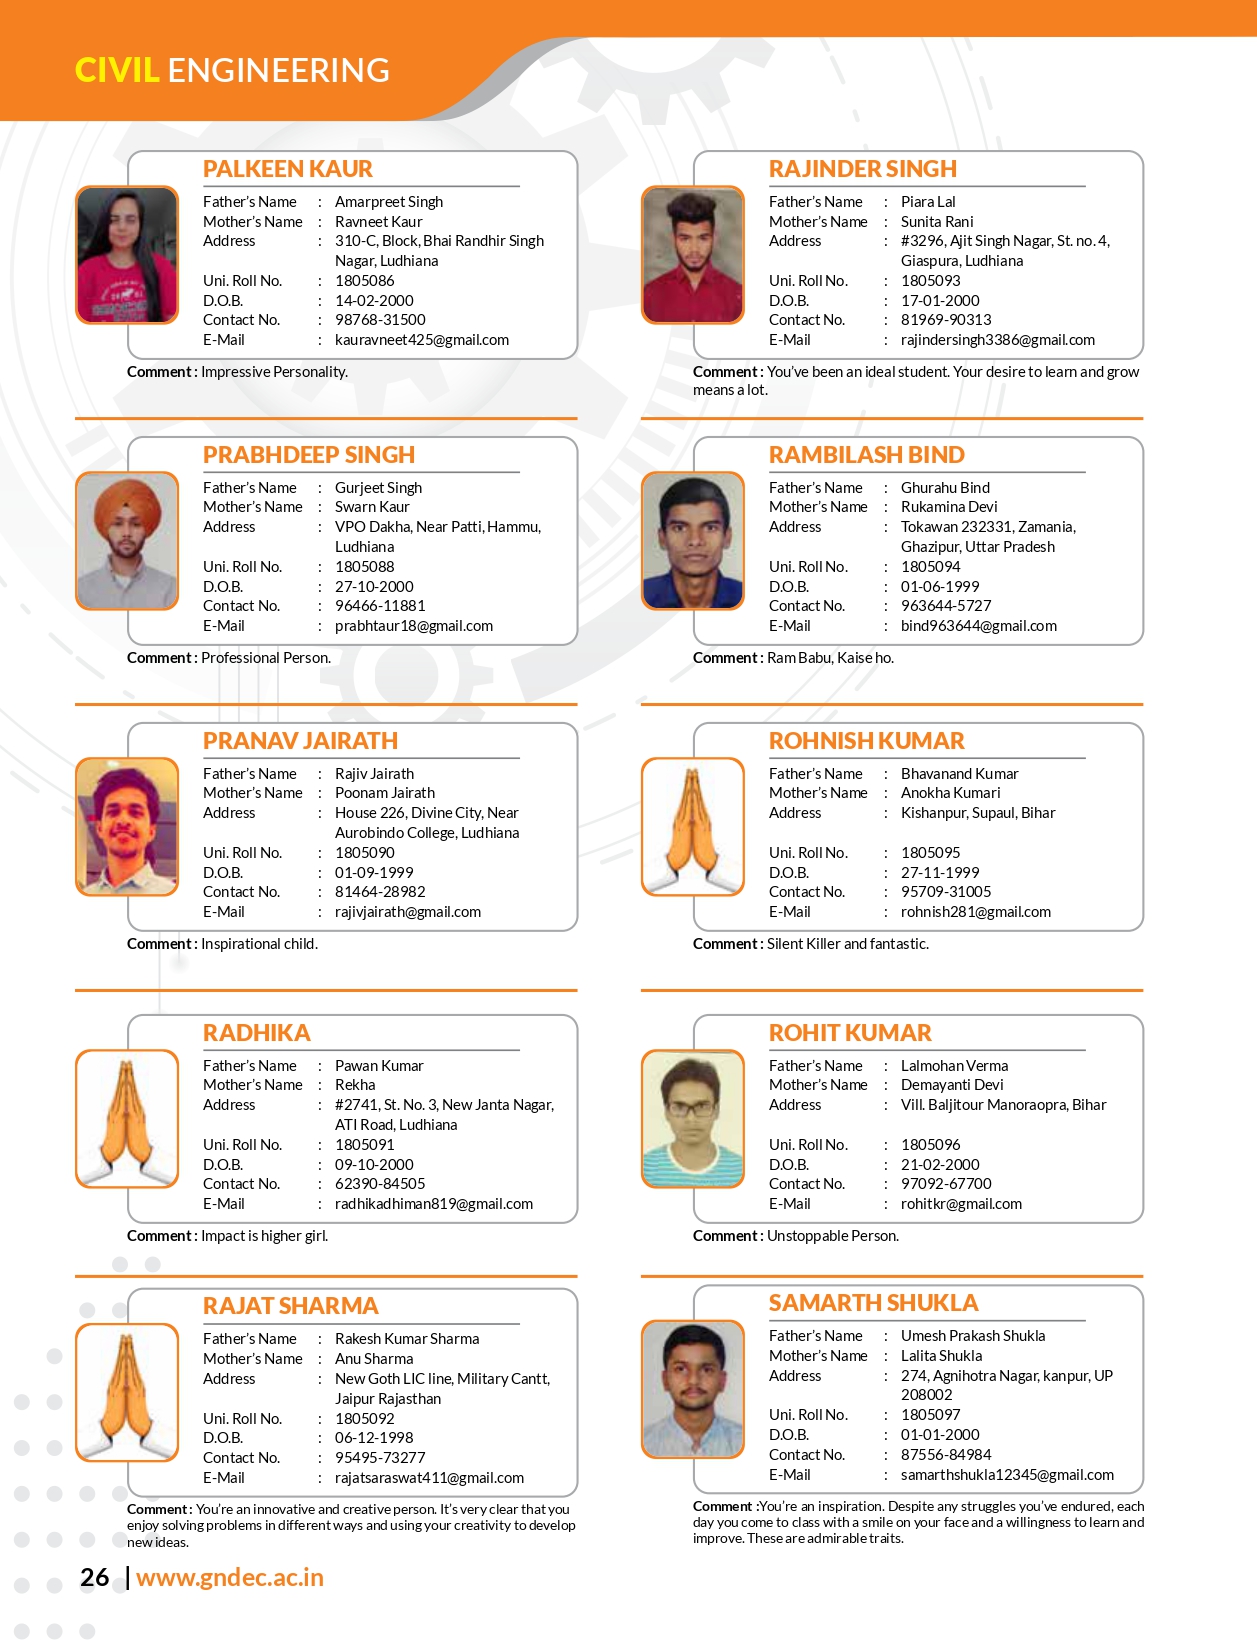 CIVIL ENGINEERING
PALKEEN KAUR
Father's Name : Amarpreet Singh
Mother's Name : Ravneet Kaur
Address : 310-C, Block, Bhai Randhir Singh
Nagar, Ludhiana
Uni. Roll No. : 1805086
D.O.B. : 14-02-2000
Contact No. : 98768-31500
E-Mail : kauravneet425@gmail.com
Comment : Impressive Personality.
PRABHDEEP SINGH
Father's Name : Gurjeet Singh
Mother's Name : Swarn Kaur
Address : VPO Dakha, Near Patti, Hammu,
Ludhiana
Uni. Roll No. : 1805088
D.O.B. : 27-10-2000
Contact No. : 96466-11881
E-Mail : prabhtaur18@gmail.com
Comment : Professional Person.
PRANAV JAIRATH
Father's Name : Rajiv Jairath
Mother's Name : Poonam Jairath
Address : House 226, Divine City, Near
Aurobindo College, Ludhiana
Uni. Roll No. : 1805090
D.O.B. : 01-09-1999
Contact No. : 81464-28982
E-Mail : rajivjairath@gmail.com
Comment : Inspirational child.
RADHIKA
Father's Name : Pawan Kumar
Mother's Name : Rekha
Address : #2741, St. No. 3, New Janta Nagar,
ATI Road, Ludhiana
Uni. Roll No. : 1805091
D.O.B. : 09-10-2000
Contact No. : 62390-84505
E-Mail : radhikadhiman819@gmail.com
Comment : Impact is higher girl.
RAJAT SHARMA
Father's Name : Rakesh Kumar Sharma
Mother's Name : Anu Sharma
Address : New Goth LIC line, Military Cantt,
Jaipur Rajasthan
Uni. Roll No. : 1805092
D.O.B. : 06-12-1998
Contact No. : 95495-73277
E-Mail : rajatsaraswat411@gmail.com
Comment : You're an innovative and creative person. It's very clear that you
enjoy solving problems in different ways and using your creativity to develop
new ideas.
RAJINDER SINGH
Father's Name : Piara Lal
Mother's Name : Sunita Rani
Address : #3296, Ajit Singh Nagar, St. no. 4,
Giaspura, Ludhiana
Uni. Roll No. : 1805093
D.O.B. : 17-01-2000
Contact No. : 81969-90313
E-Mail : rajindersingh3386@gmail.com
Comment : You've been an ideal student. Your desire to learn and grow
means a lot.
RAMBILASH BIND
Father's Name : Ghurahu Bind
Mother's Name : Rukamina Devi
Address : Tokawan 232331, Zamania,
Ghazipur, Uttar Pradesh
Uni. Roll No. : 1805094
D.O.B. : 01-06-1999
Contact No. : 963644-5727
E-Mail : bind963644@gmail.com
Comment : Ram Babu, Kaise ho.
ROHNISH KUMAR
Father's Name : Bhavanand Kumar
Mother's Name : Anokha Kumari
Address : Kishanpur, Supaul, Bihar
Uni. Roll No. : 1805095
D.O.B. : 27-11-1999
Contact No. : 95709-31005
E-Mail : rohnish281@gmail.com
Comment : Silent Killer and fantastic.
ROHIT KUMAR
Father's Name : Lalmohan Verma
Mother's Name : Demayanti Devi
Address : Vill. Baljitour Manoraopra, Bihar
Uni. Roll No. : 1805096
D.O.B. : 21-02-2000
Contact No. : 97092-67700
E-Mail : rohitkr@gmail.com
Comment : Unstoppable Person.
SAMARTH SHUKLA
Father's Name : Umesh Prakash Shukla
Mother's Name : Lalita Shukla
Address : 274, Agnihotra Nagar, kanpur, UP
208002
Uni. Roll No. : 1805097
D.O.B. : 01-01-2000
Contact No. : 87556-84984
E-Mail : samarthshukla12345@gmail.com
Comment :You're an inspiration. Despite any struggles you've endured, each
day you come to class with a smile on your face and a willingness to learn and
improve. These are admirable traits.
26 | www.gndec.ac.in